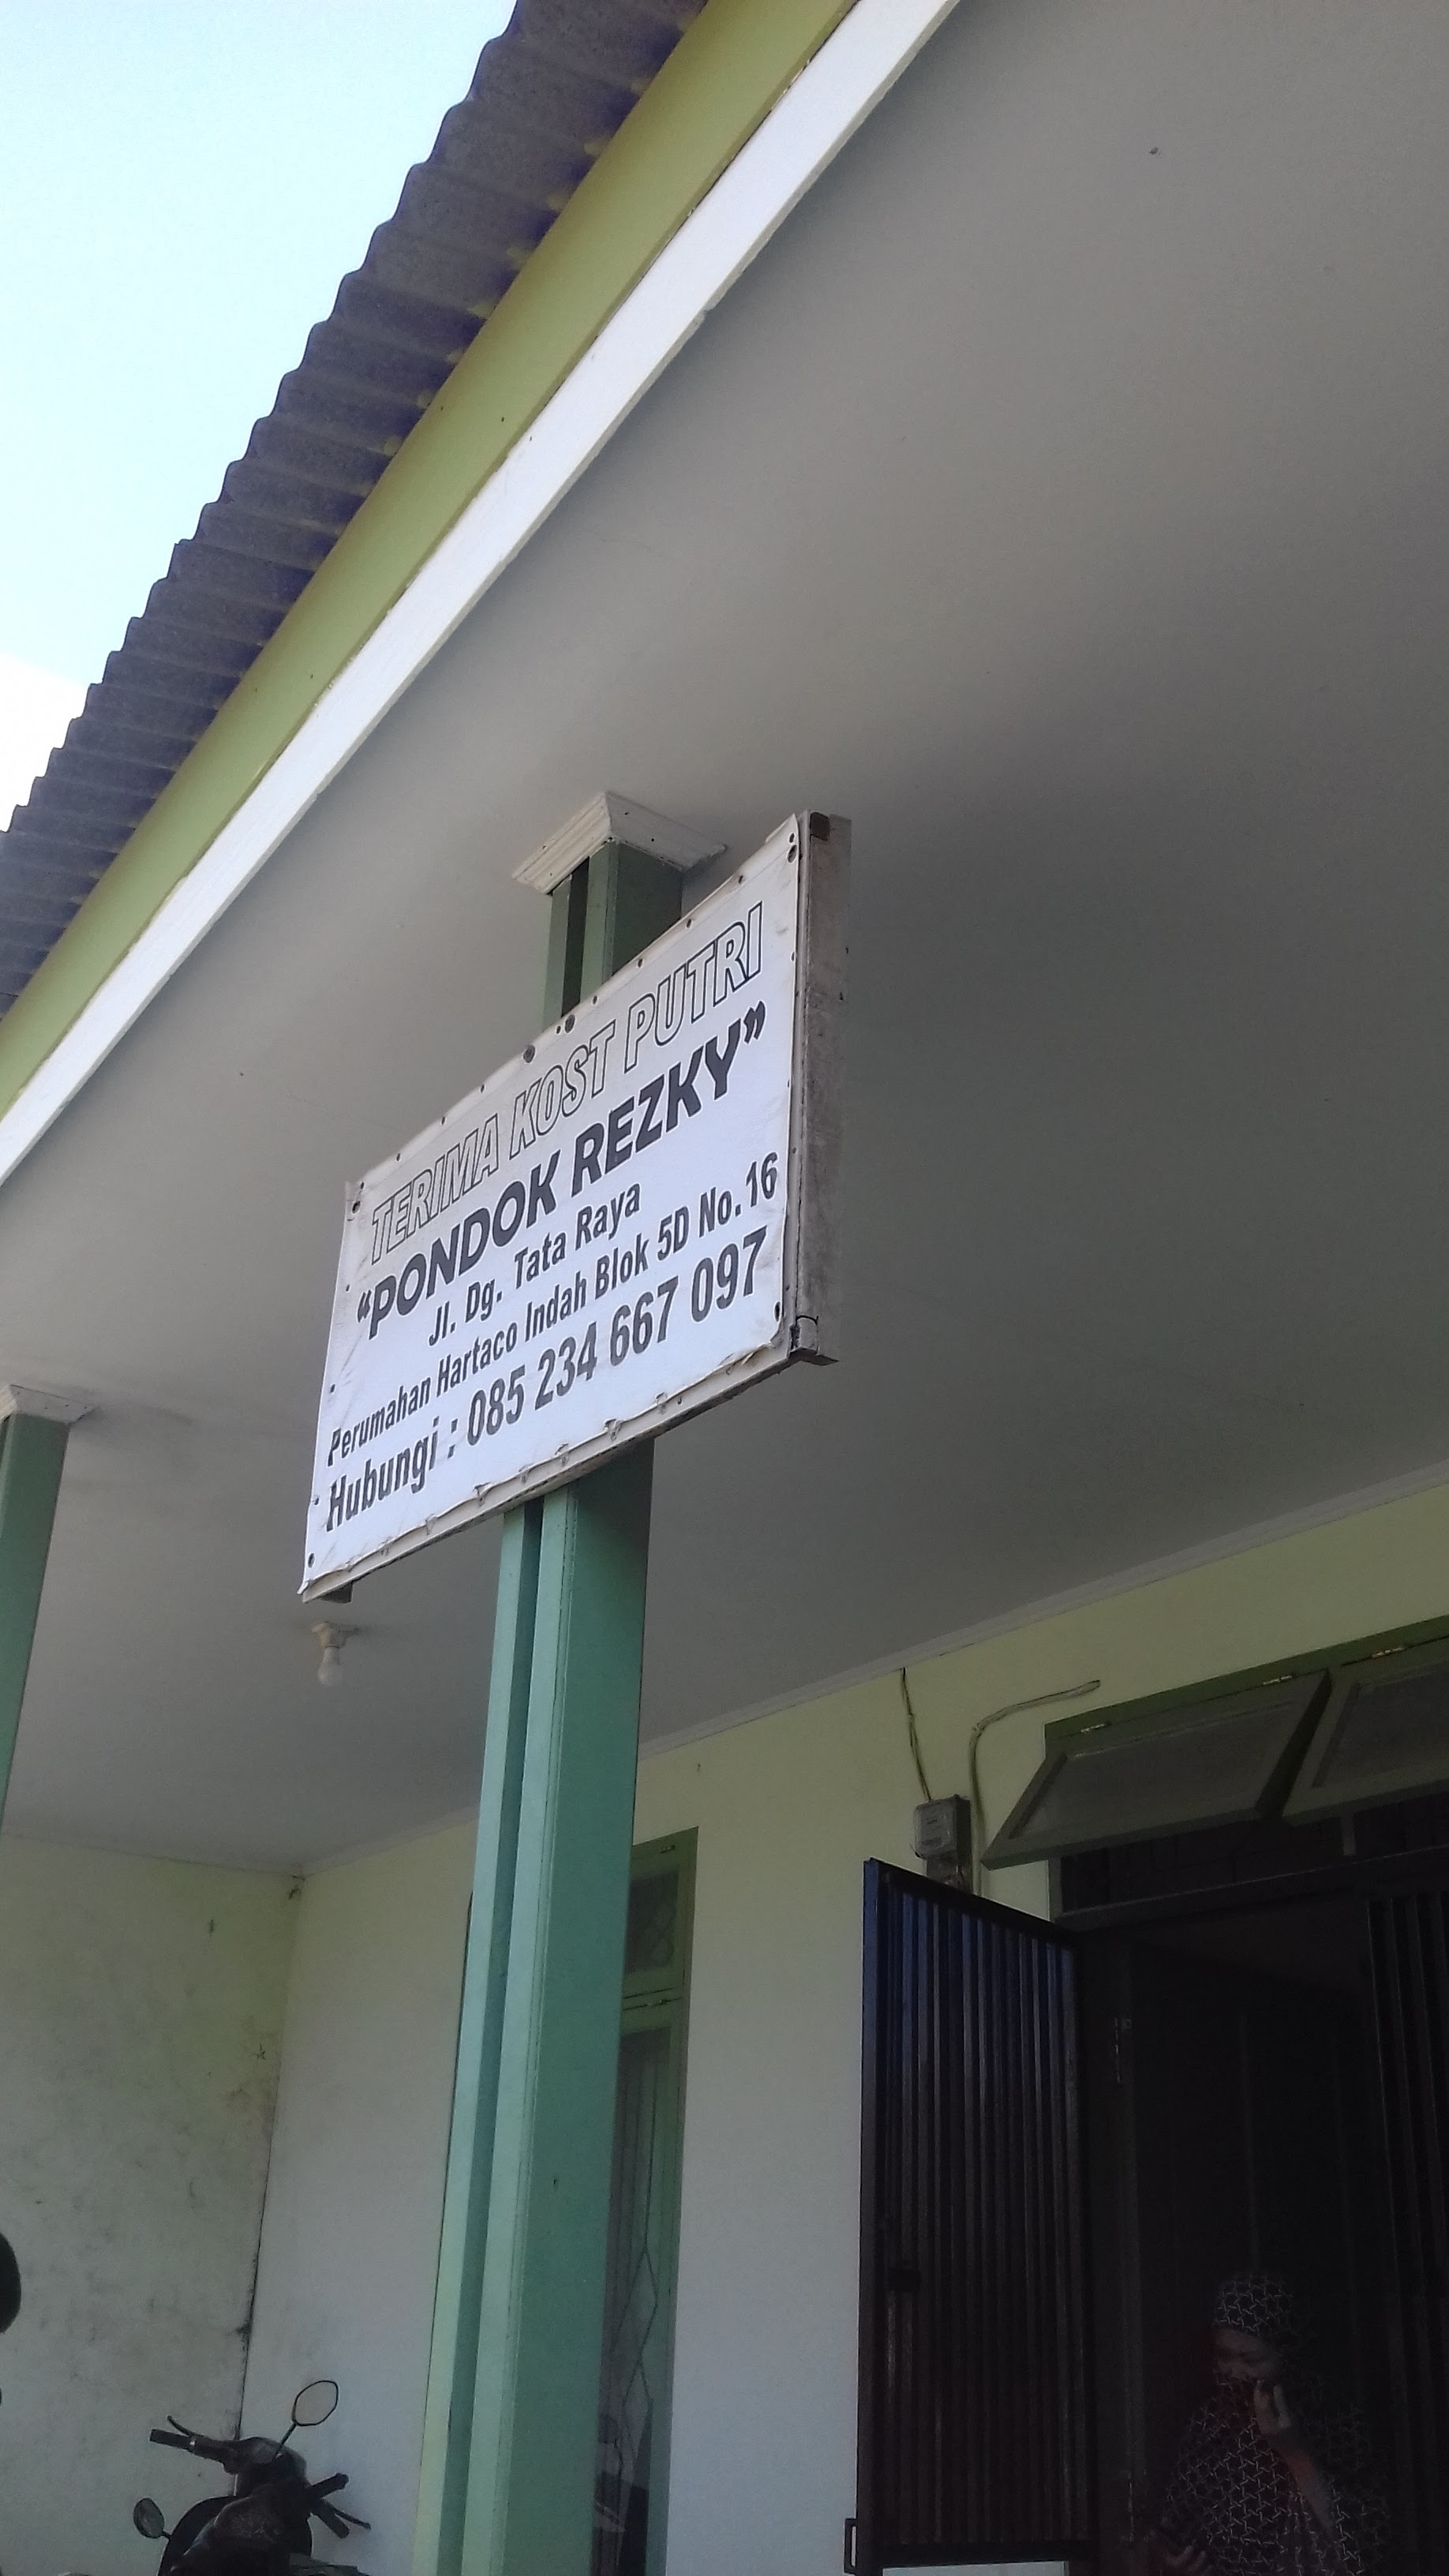 TERIMA KOST PUTRI
“PONDOK REZKY”
Jl. Dg. Tata Raya
Perumahan Hartaco Indah Blok 5D No. 16
Hubungi : 085 234 667 097